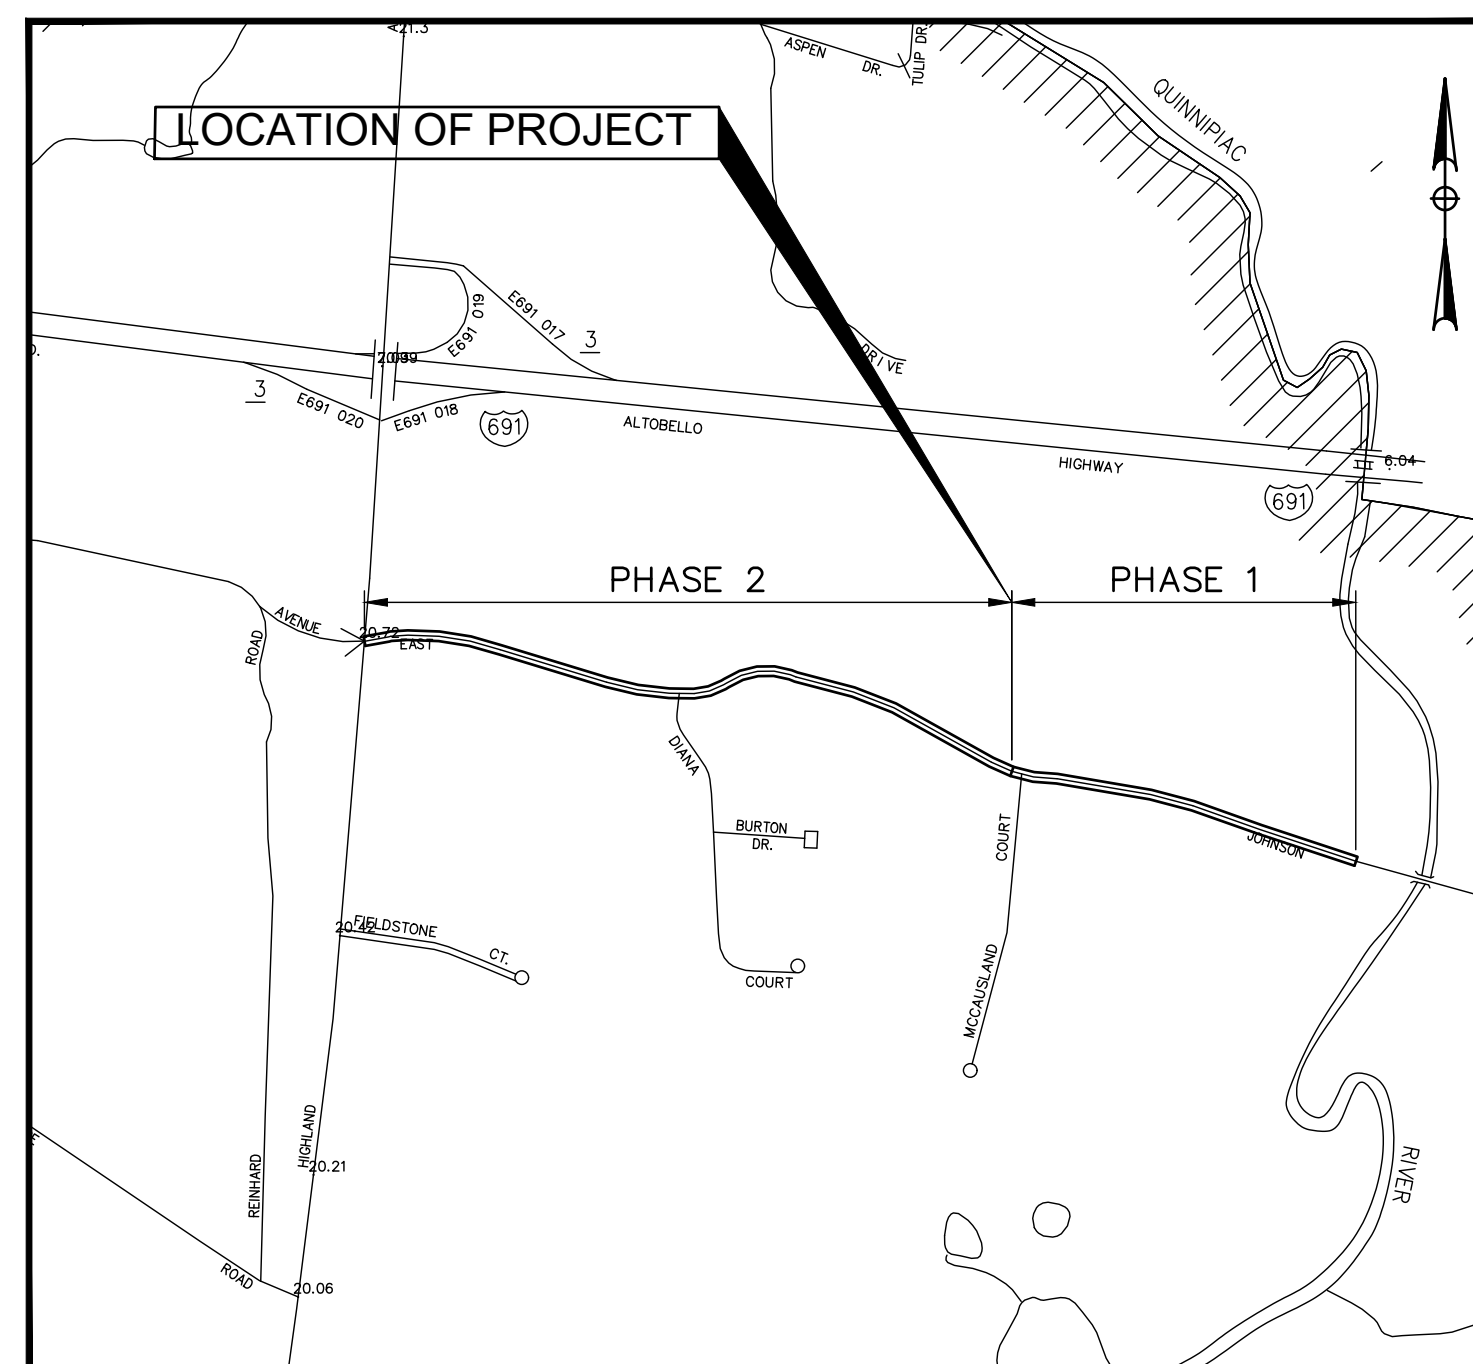 A21.3
ASPEN
DR.
TULIP DR.
QUINNIPIAC
LOCATION OF PROJECT
E691 019
E691 017
3
DRIVE
3
E691 020
E691 018
691
ALTOBELLO
HIGHWAY
6.04
691
PHASE 2
PHASE 1
AVENUE
ROAD
20.72
EAST
DIANA
BURTON
DR.
COURT
JOHNSON
20.42
FIELDSTONE
CT.
COURT
MCCAUSLAND
HIGHLAND
20.21
REINHARD
RIVER
ROAD
20.06